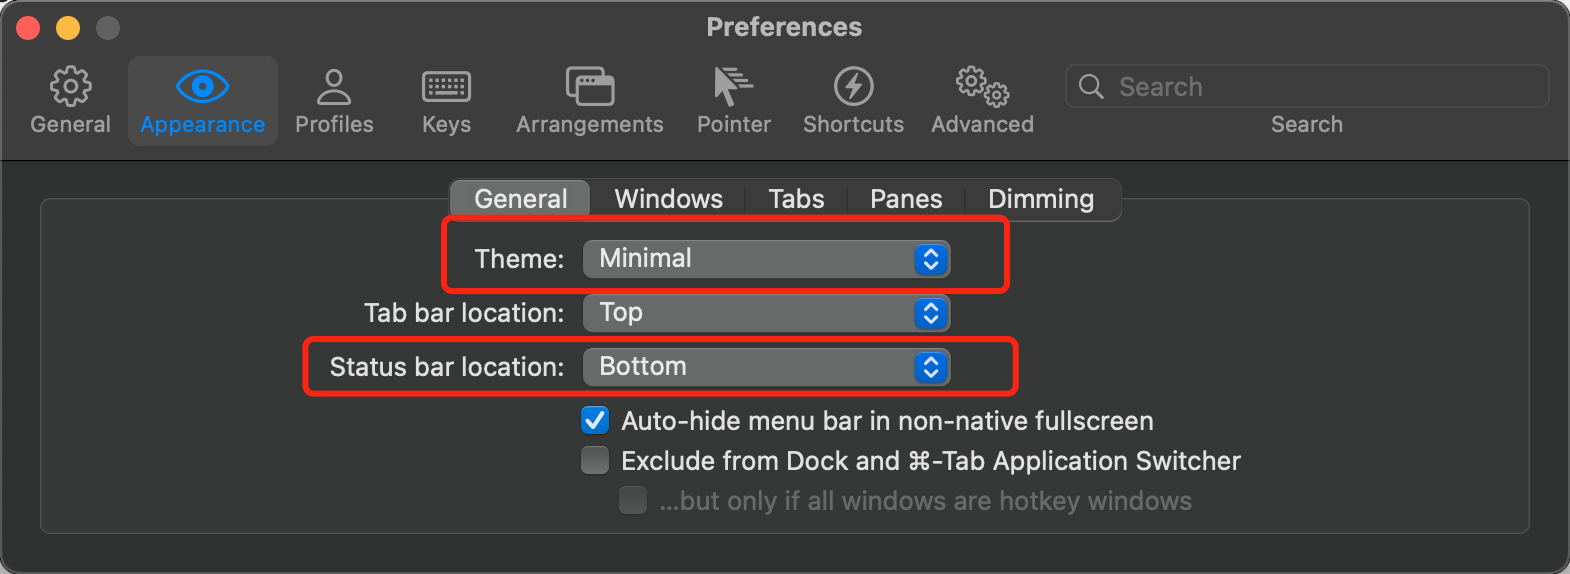 Preferences
General Appearance Profiles Keys Arrangements Pointer Shortcuts Advanced Search
Search
General Windows Tabs Panes Dimming
Theme: Minimal
Tab bar location: Top
Status bar location: Bottom
Auto-hide menu bar in non-native fullscreen
Exclude from Dock and ⌘-Tab Application Switcher
...but only if all windows are hotkey windows